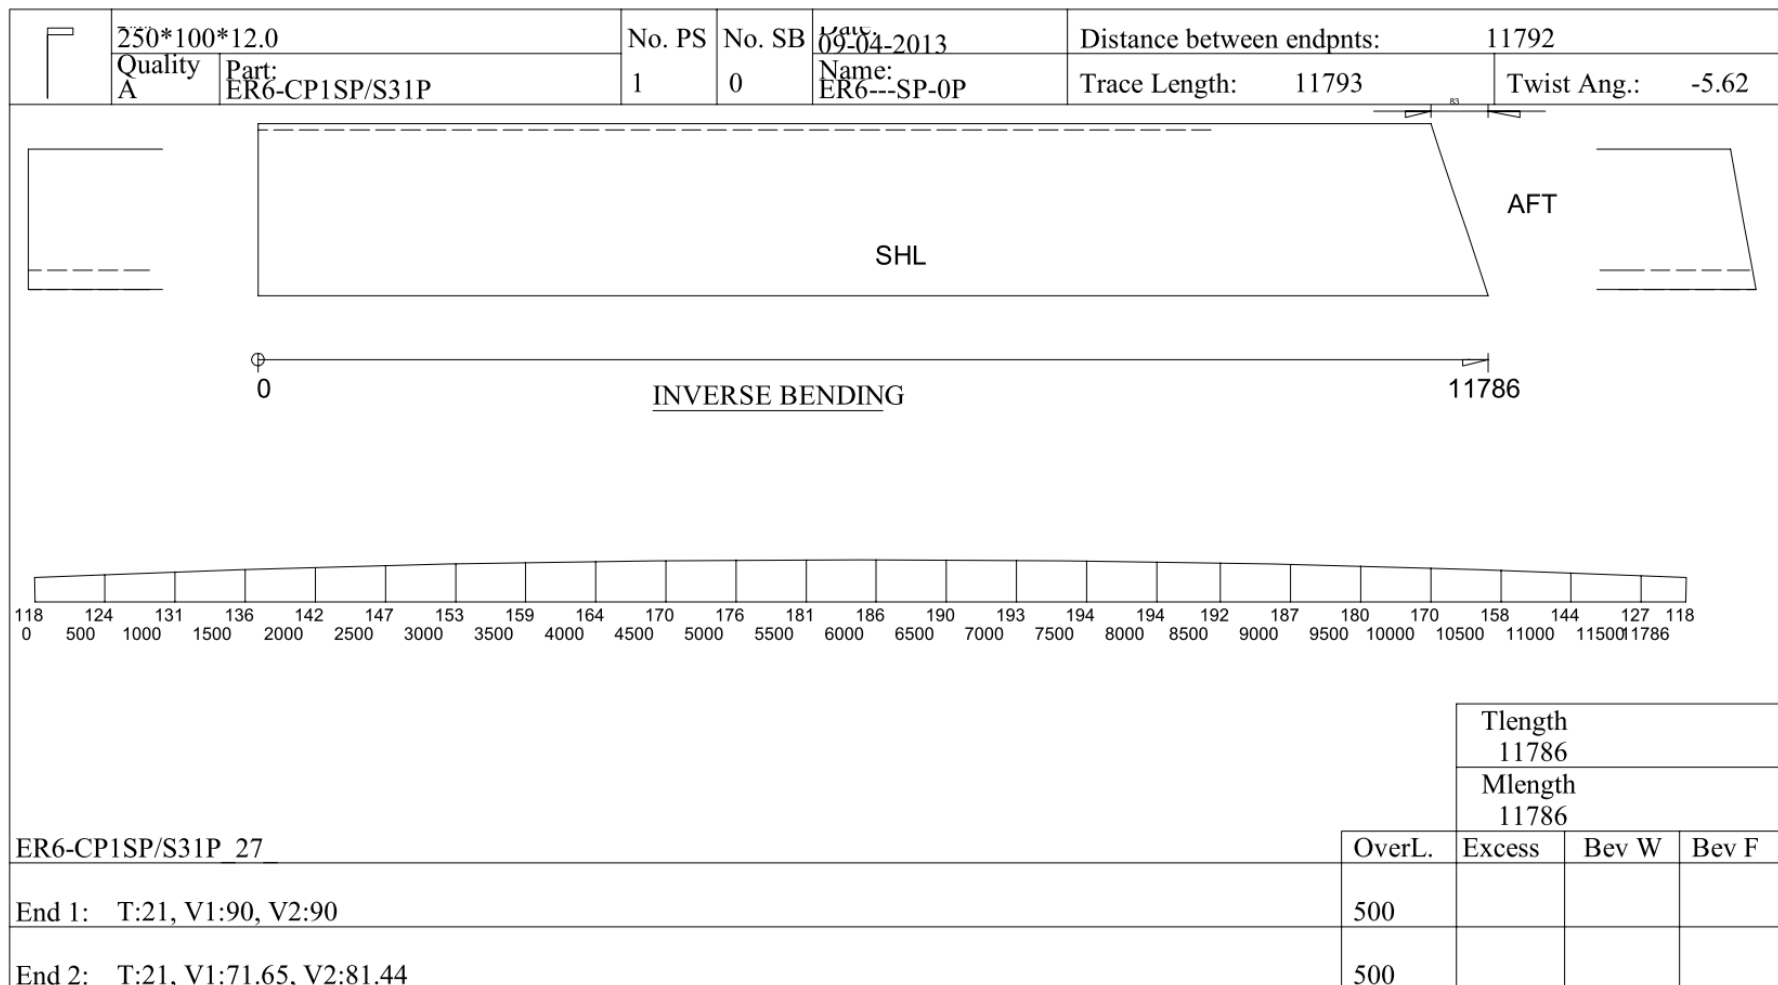 250*100*12.0
No. PS No. SB Date: Distance between endpnts: 11792
09-04-2013
Quality Part: 1 0 Name: Trace Length: 11793 Twist Ang.: -5.62
A ER6-CP1SP/S31P ER6---SP-0P
83
AFT
SHL
0 INVERSE BENDING 11786
118 124 131 136 142 147 153 159 164 170 176 181 186 190 193 194 194 192 187 180 170 158 144 127 118
0 500 1000 1500 2000 2500 3000 3500 4000 4500 5000 5500 6000 6500 7000 7500 8000 8500 9000 9500 10000 10500 11000 11500 11786
Tlength
11786
Mlength
11786
ER6-CP1SP/S31P_27_ OverL. Excess Bev W Bev F
End 1: T:21, V1:90, V2:90 500
End 2: T:21, V1:71.65, V2:81.44 500